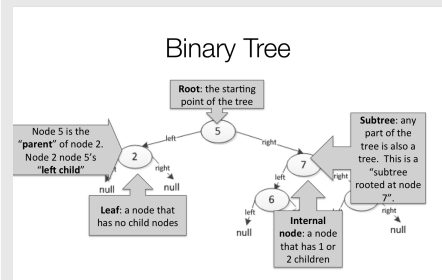 Binary Tree
Root: the starting
point of the tree
Node 5 is the
"parent" of node 2.
Node 2 node 5's
"left child"
5
left
right
Subtree: any
part of the
tree is also a
tree. This is a
"subtree
rooted at node
7".
2
right
null
null
7
left
Leaf: a node that
has no child nodes
6
left
null
Internal
node: a node
that has 1 or
2 children
right
null